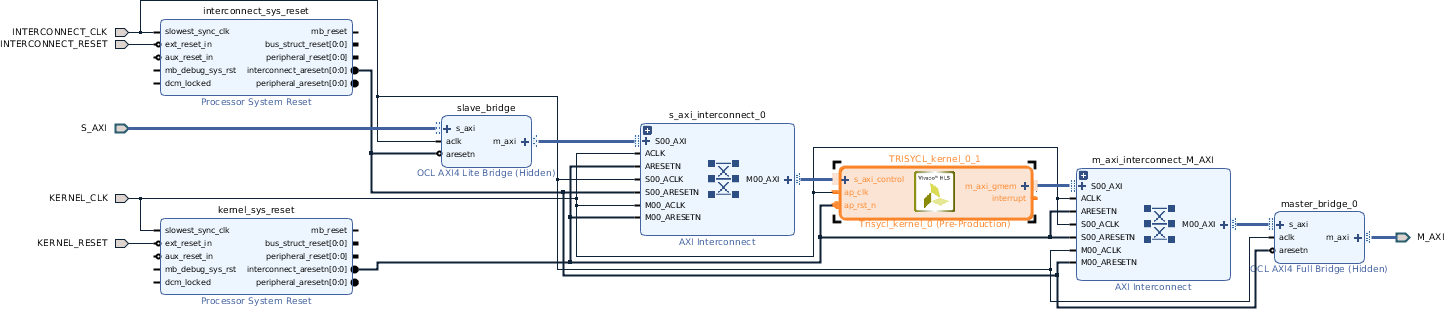 interconnect_sys_reset
INTERCONNECT_CLK
INTERCONNECT_RESET
slowest_sync_clk
ext_reset_in
aux_reset_in
mb_debug_sys_rst
dcm_locked
mb_reset
bus_struct_reset[0:0]
peripheral_reset[0:0]
interconnect_aresetn[0:0]
peripheral_aresetn[0:0]
Processor System Reset
S_AXI
slave_bridge
s_axi
aclk
aresetn
m_axi
OCL AXI4 Lite Bridge (Hidden)
s_axi_interconnect_0
S00_AXI
ACLK
ARESETN
S00_ACLK
S00_ARESETN
M00_ACLK
M00_ARESETN
M00_AXI
AXI Interconnect
TRISYCL_kernel_0_1
s_axi_control
ap_clk
ap_rst_n
Vivado™ HLS
m_axi_gmem
interrupt
Trisycl_kernel_0 (Pre-Production)
m_axi_interconnect_M_AXI
S00_AXI
ACLK
ARESETN
S00_ACLK
S00_ARESETN
M00_ACLK
M00_ARESETN
M00_AXI
AXI Interconnect
master_bridge_0
s_axi
aclk
aresetn
m_axi
OCL AXI4 Full Bridge (Hidden)
M_AXI
KERNEL_CLK
KERNEL_RESET
kernel_sys_reset
slowest_sync_clk
ext_reset_in
aux_reset_in
mb_debug_sys_rst
dcm_locked
mb_reset
bus_struct_reset[0:0]
peripheral_reset[0:0]
interconnect_aresetn[0:0]
peripheral_aresetn[0:0]
Processor System Reset